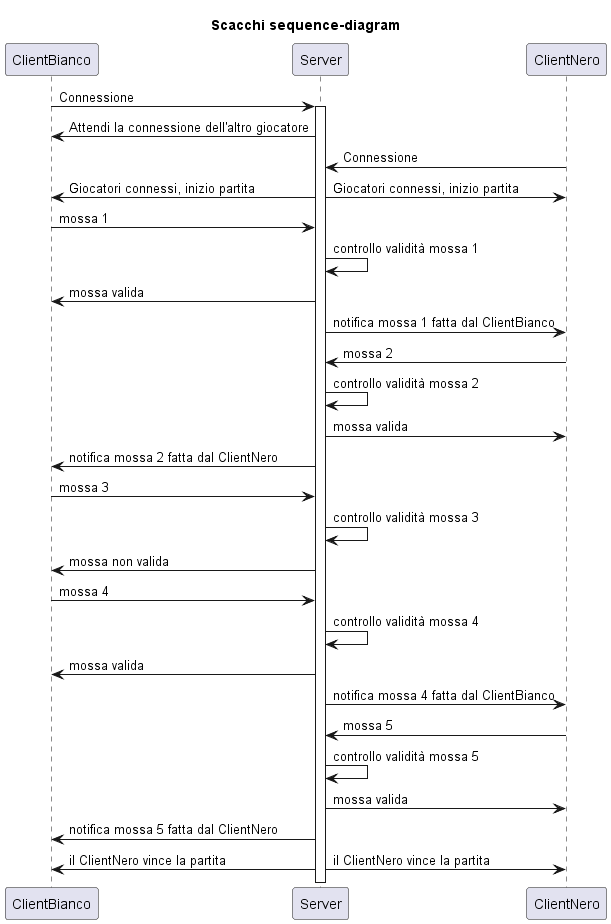 Scacchi sequence-diagram
ClientBianco Server ClientNero
Connessione
Attendi la connessione dell'altro giocatore
Connessione
Giocatori connessi, inizio partita Giocatori connessi, inizio partita
mossa 1
controllo validità mossa 1
mossa valida
notifica mossa 1 fatta dal ClientBianco
mossa 2
controllo validità mossa 2
mossa valida
notifica mossa 2 fatta dal ClientNero
mossa 3
controllo validità mossa 3
mossa non valida
mossa 4
controllo validità mossa 4
mossa valida
notifica mossa 4 fatta dal ClientBianco
mossa 5
controllo validità mossa 5
mossa valida
notifica mossa 5 fatta dal ClientNero
il ClientNero vince la partita il ClientNero vince la partita
ClientBianco Server ClientNero